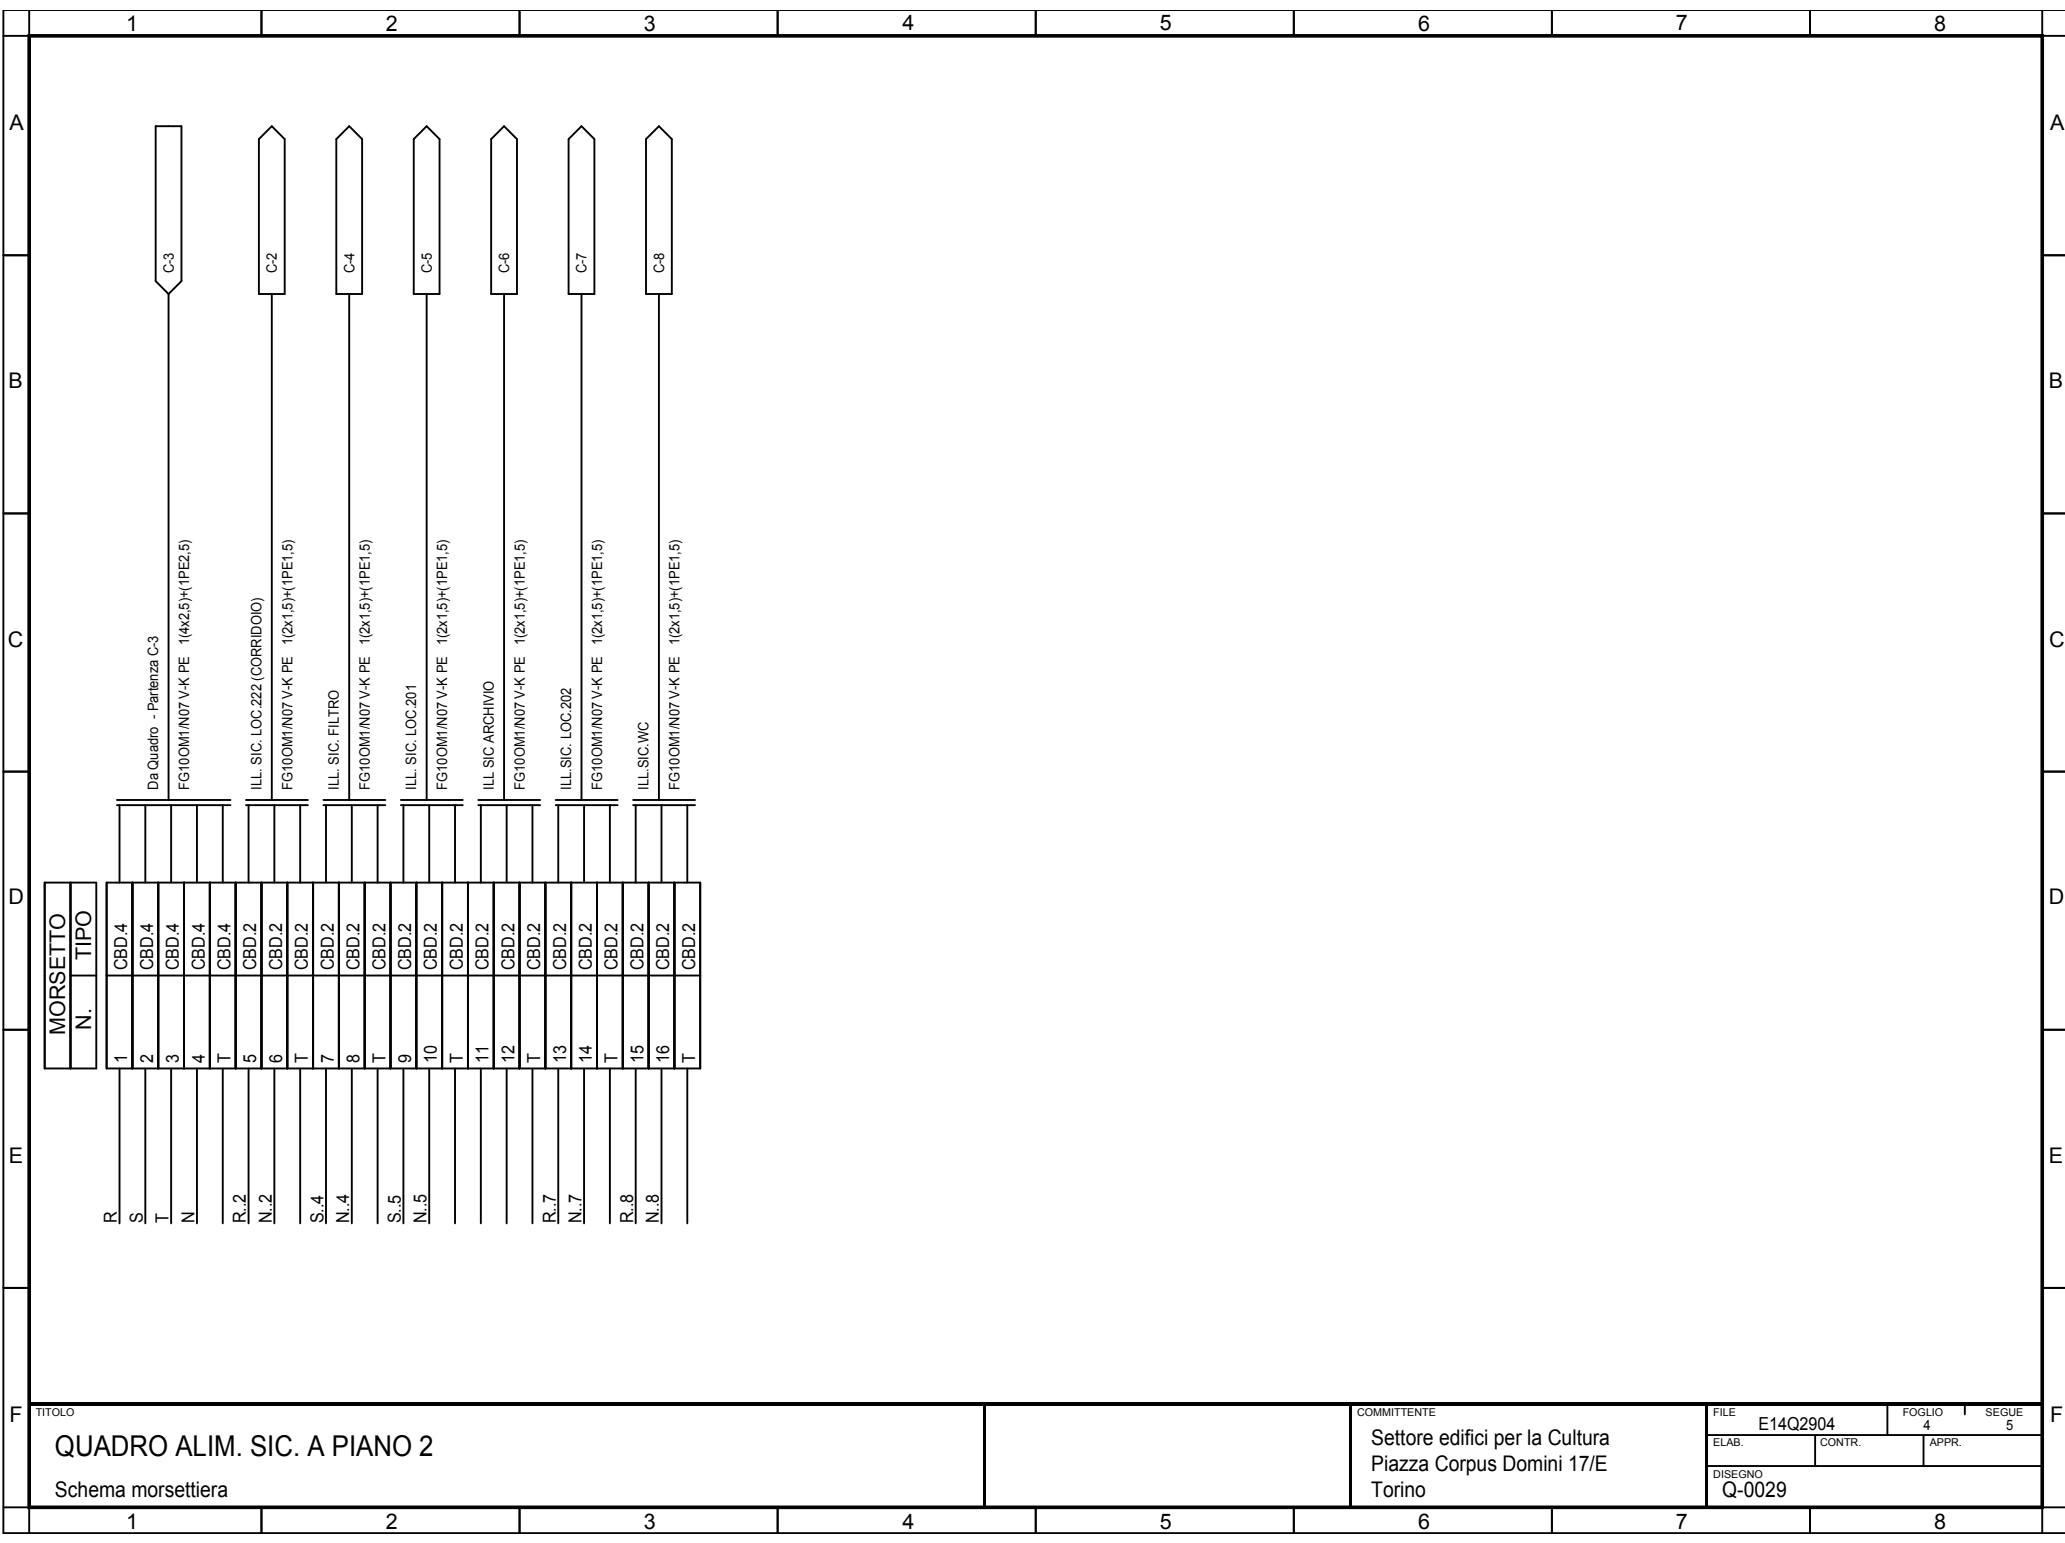 1 2 3 4 5 6 7 8
A A
B B
C C
D D
E E
F F
C-3
C-2
C-4
C-5
C-6
C-7
C-8
Da Quadro - Partenza C-3
FG10OM1/N07 V-K PE 1(4x2,5)+(1PE2,5)
ILL. SIC. LOC.222 (CORRIDOIO)
FG10OM1/N07 V-K PE 1(2x1,5)+(1PE1,5)
ILL. SIC. FILTRO
FG10OM1/N07 V-K PE 1(2x1,5)+(1PE1,5)
ILL. SIC. LOC.201
FG10OM1/N07 V-K PE 1(2x1,5)+(1PE1,5)
ILL SIC ARCHIVIO
FG10OM1/N07 V-K PE 1(2x1,5)+(1PE1,5)
ILL.SIC. LOC.202
FG10OM1/N07 V-K PE 1(2x1,5)+(1PE1,5)
ILL.SIC.WC
FG10OM1/N07 V-K PE 1(2x1,5)+(1PE1,5)
MORSETTO
N. TIPO
1 CBD.4
2 CBD.4
3 CBD.4
4 CBD.4
T CBD.4
5 CBD.2
6 CBD.2
T CBD.2
7 CBD.2
8 CBD.2
T CBD.2
9 CBD.2
10 CBD.2
T CBD.2
11 CBD.2
12 CBD.2
T CBD.2
13 CBD.2
14 CBD.2
T CBD.2
15 CBD.2
16 CBD.2
T CBD.2
R
S
T
N
R..2
N..2
S..4
N..4
S..5
N..5
R..7
N..7
R..8
N..8
TITOLO
QUADRO ALIM. SIC. A PIANO 2
Schema morsettiera
COMMITTENTE
Settore edifici per la Cultura
Piazza Corpus Domini 17/E
Torino
FILE
E14Q2904
FOGLIO
4
SEGUE
5
ELAB. CONTR. APPR.
DISEGNO
Q-0029
1 2 3 4 5 6 7 8